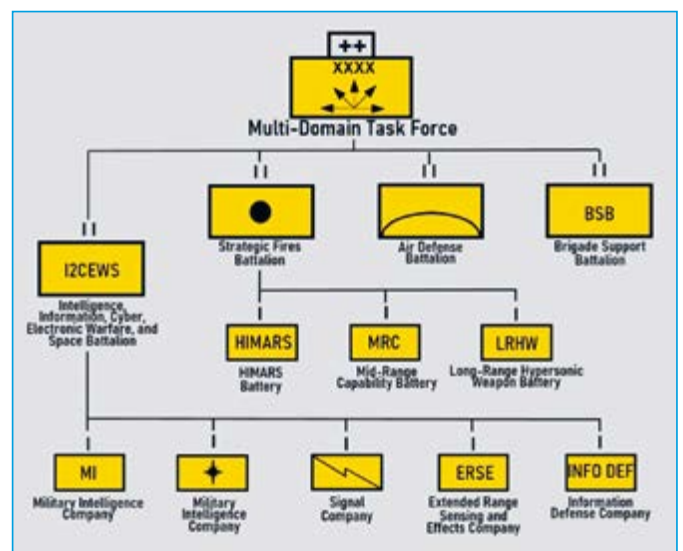 ++
XXXX
Multi-Domain Task Force
II
II
II
II
I2CEWS
BSB
Intelligence,
Information, Cyber,
Electronic Warfare, and
Space Battalion
Strategic Fires
Battalion
Air Defense
Battalion
Brigade Support
Battalion
I
I
I
HIMARS
MRC
LRHW
HIMARS
Battery
Mid-Range
Capability Battery
Long-Range Hypersonic
Weapon Battery
I
I
I
I
I
MI
ERSE
INFO DEF
Military Intelligence
Company
Military
Intelligence
Company
Signal
Company
Extended Range
Sensing and
Effects Company
Information
Defense Company